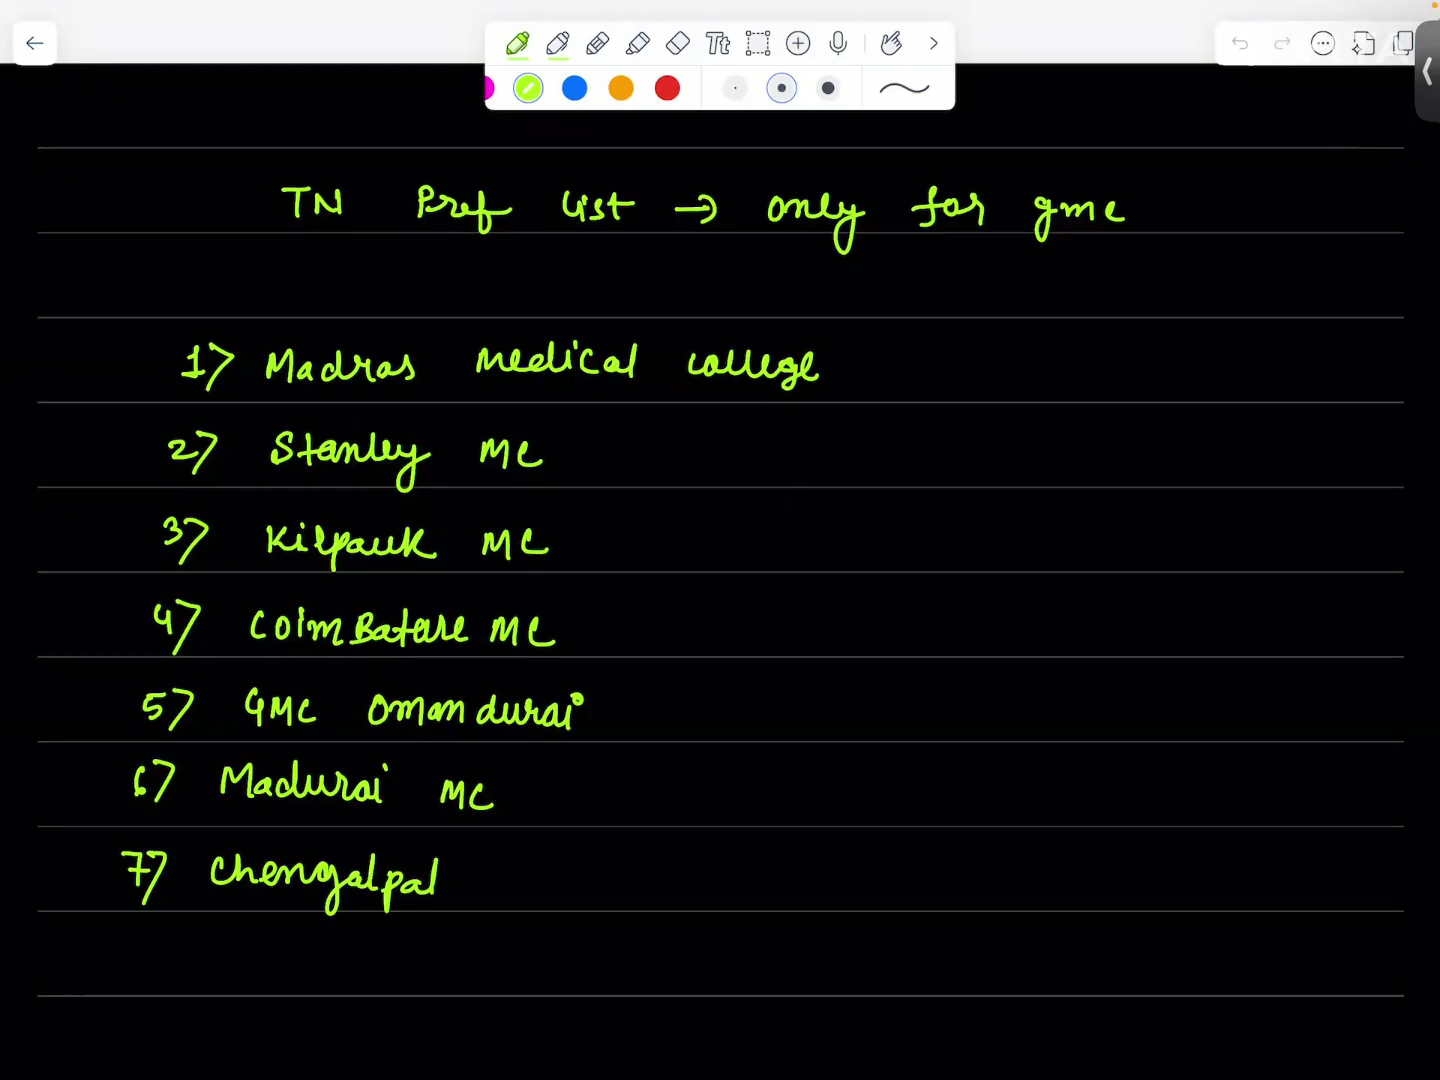 Tt
TN Pref list → only for gmc
1> Madras medical college
2> Stanley MC
3> Kilpauk MC
4> CoimBatore MC
5> GMC Omandurai
6> Madurai MC
7> Chengalpal